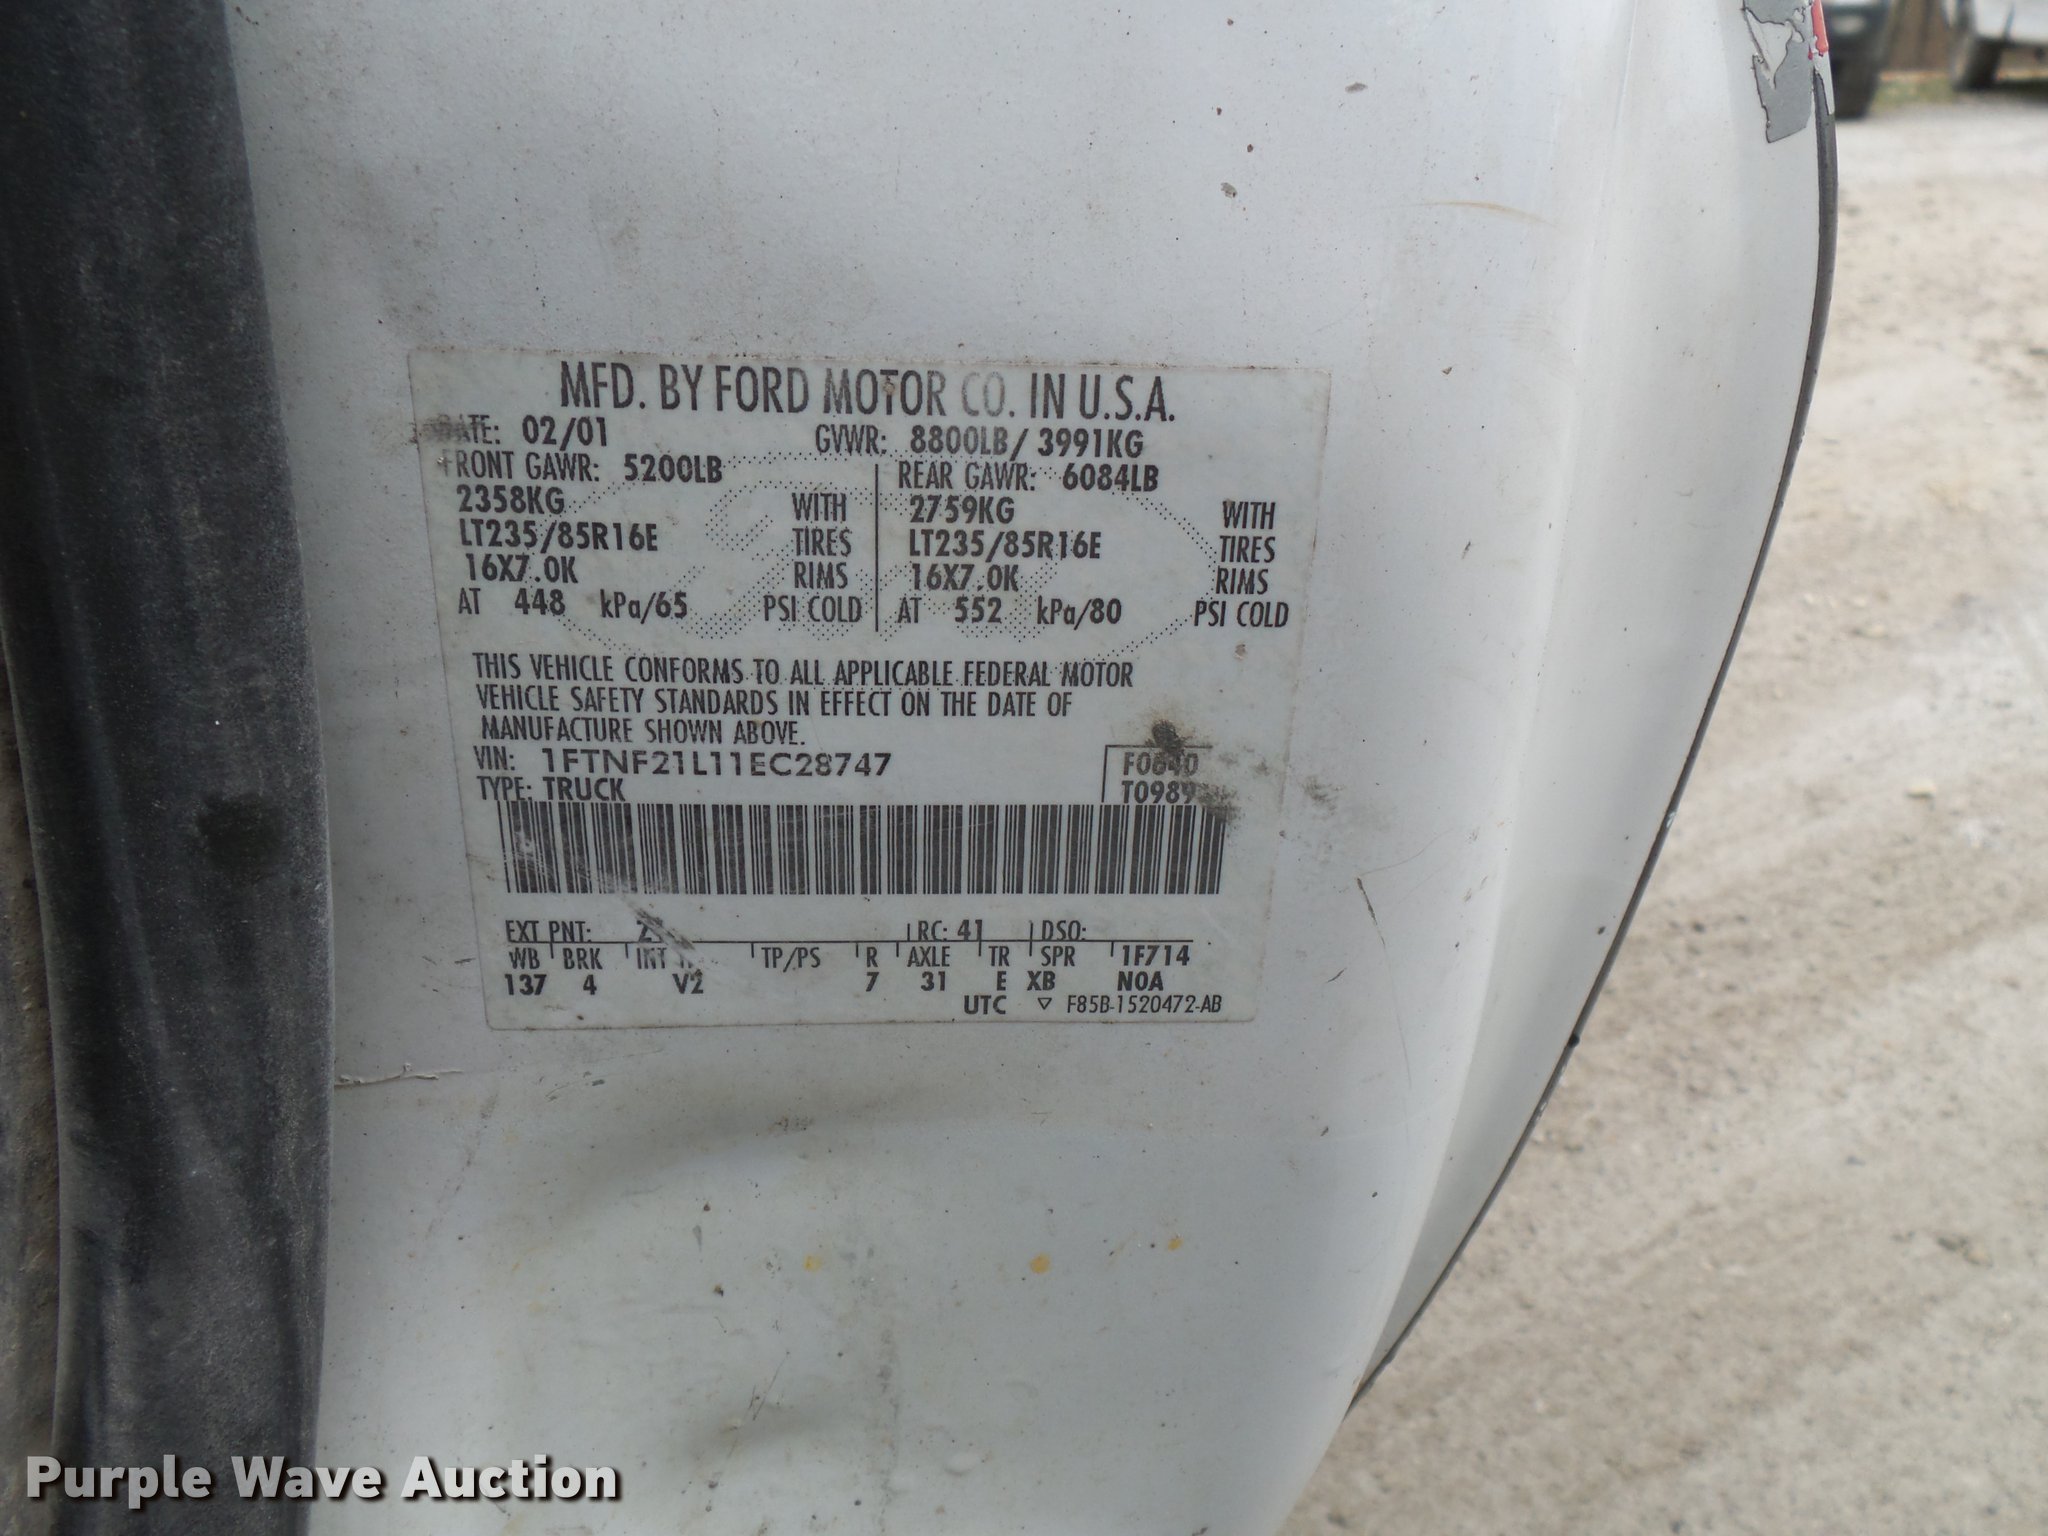 MFD. BY FORD MOTOR CO. IN U.S.A.
DATE: 02/01 GVWR: 8800LB/ 3991KG
FRONT GAWR: 5200LB REAR GAWR: 6084LB
2358KG WITH 2759KG WITH
LT235/85R16E TIRES LT235/85R16E TIRES
16X7.0K RIMS 16X7.0K RIMS
AT 448 kPa/65 PSI COLD AT 552 kPa/80 PSI COLD
THIS VEHICLE CONFORMS TO ALL APPLICABLE FEDERAL MOTOR
VEHICLE SAFETY STANDARDS IN EFFECT ON THE DATE OF
MANUFACTURE SHOWN ABOVE.
VIN: 1FTNF21L11EC28747 F0640
TYPE: TRUCK T0989
EXT PNT: RC: 41 DSO:
WB BRK INT TP/PS R AXLE TR SPR 1F714
137 4 V2 7 31 E XB N0A
UTC ▽ F85B-1520472-AB
Purple Wave Auction